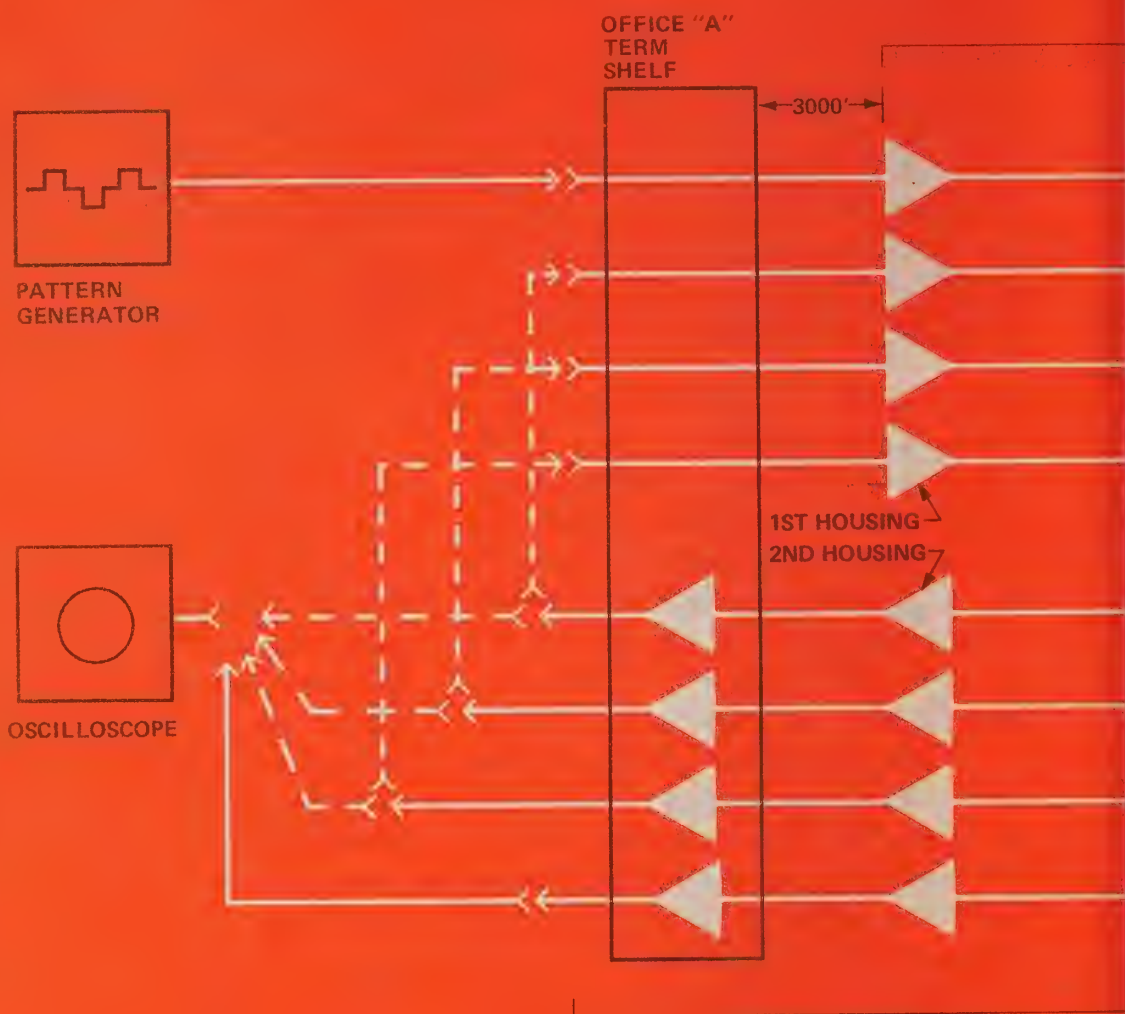 OFFICE "A"
TERM
SHELF
3000'
PATTERN
GENERATOR
1ST HOUSING
2ND HOUSING
OSCILLOSCOPE